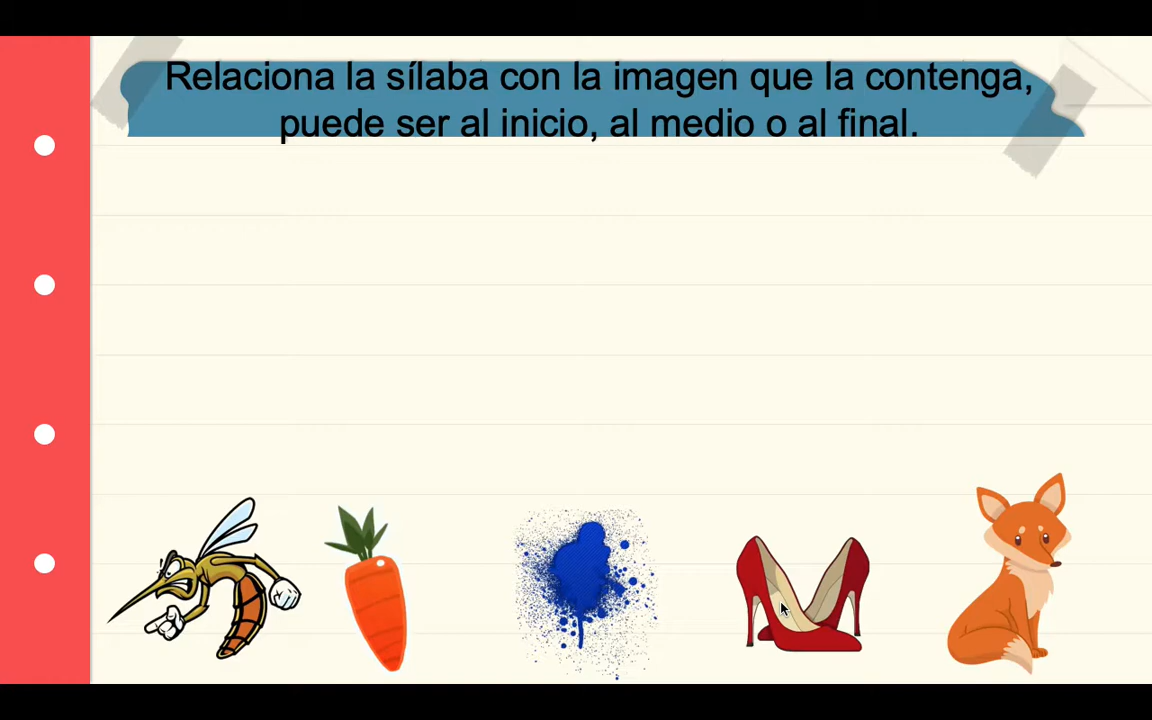 Relaciona la sílaba con la imagen que la contenga,
puede ser al inicio, al medio o al final.